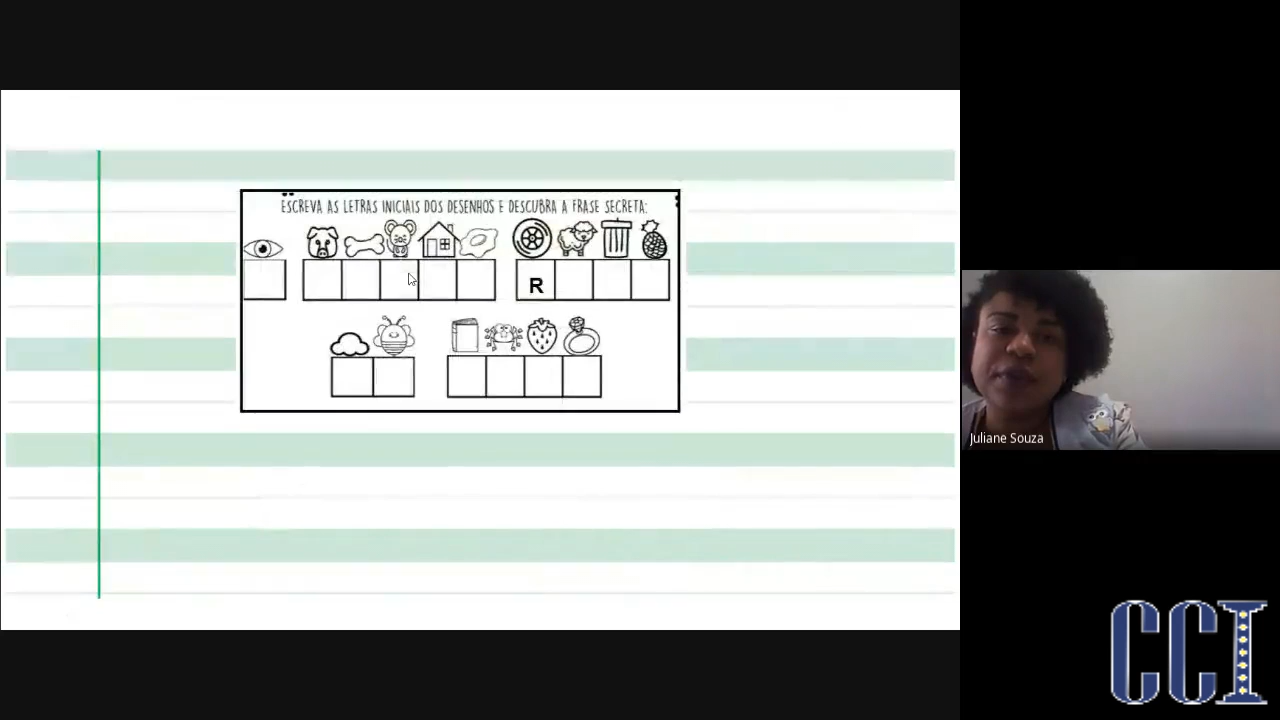 ESCREVA AS LETRAS INICIAIS DOS DESENHOS E DESCUBRA A FRASE SECRETA:
R
Juliane Souza
CCI